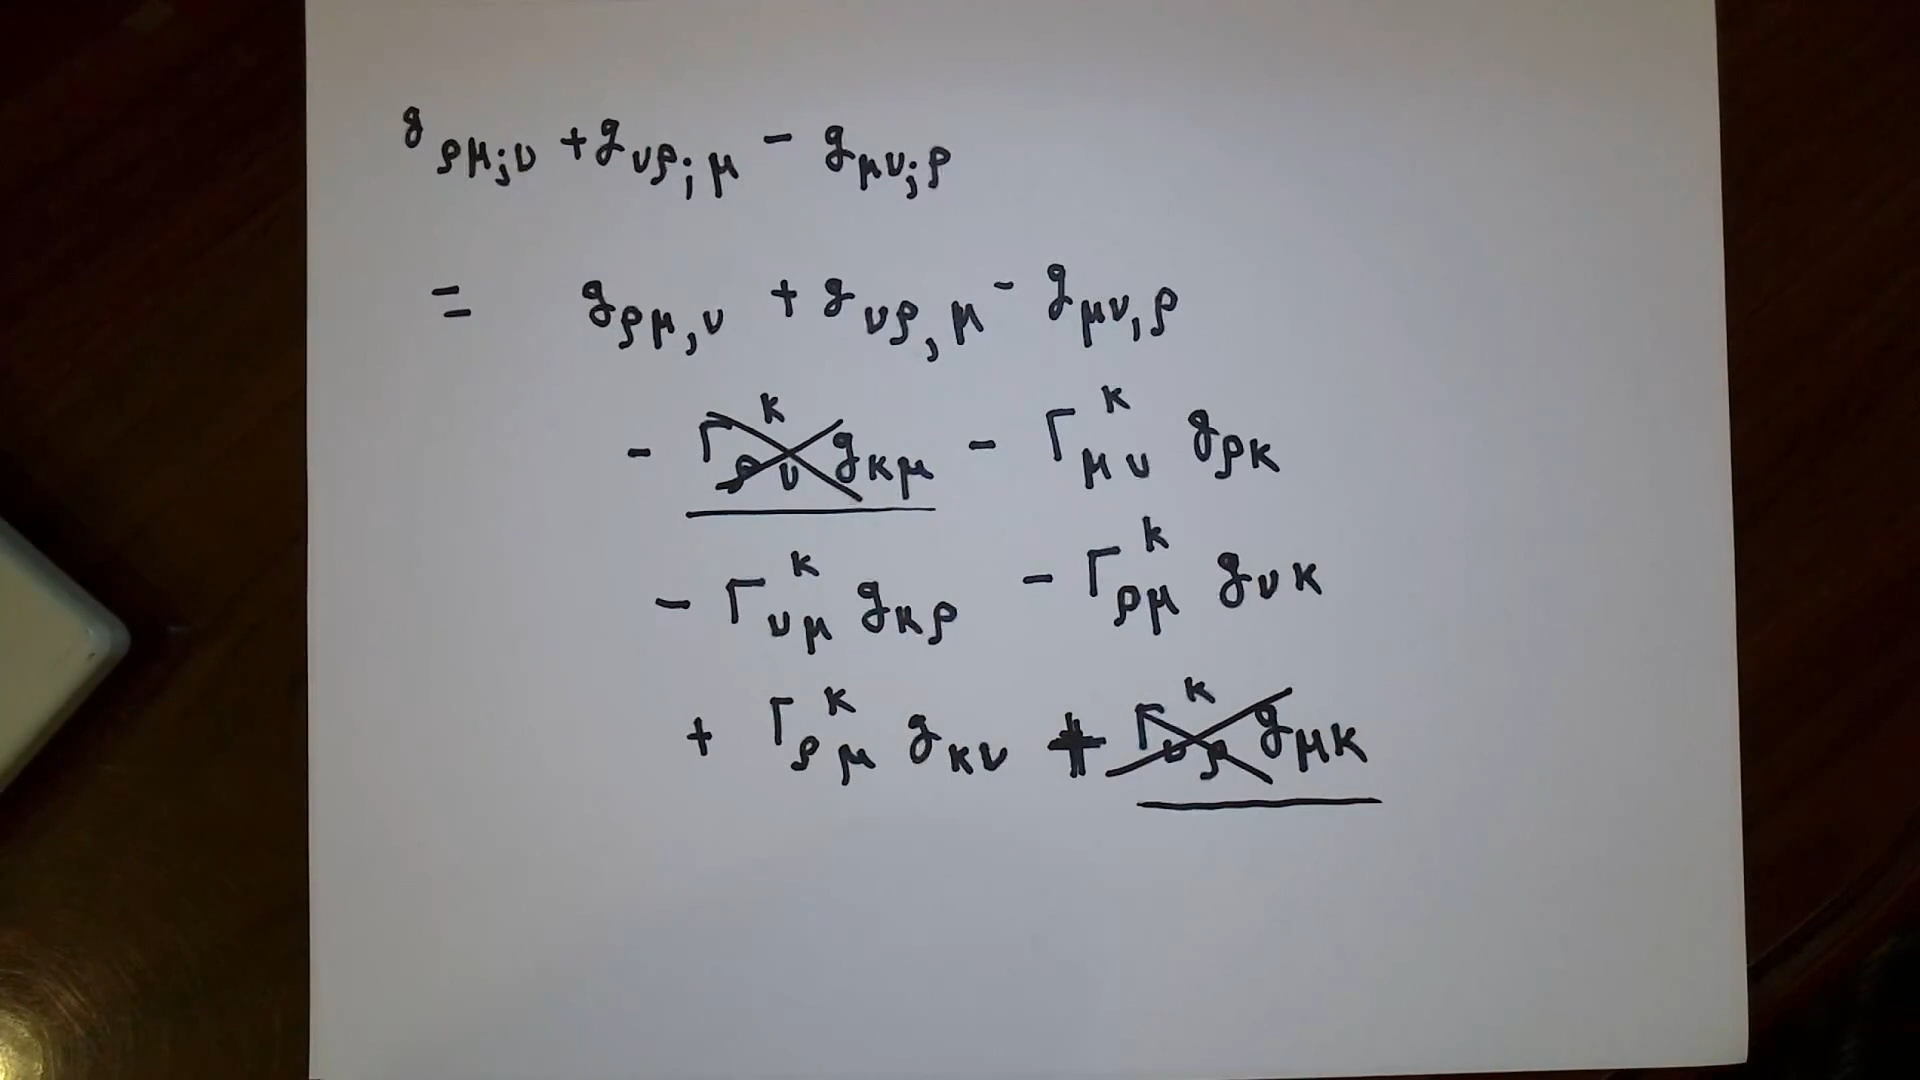 g_{ρμ;ν} + g_{νρ;μ} - g_{μν;ρ}
= g_{ρμ,ν} + g_{νρ,μ} - g_{μν,ρ}
- Γ^κ_{ρν} g_{κμ} - Γ^κ_{μν} g_{ρκ}
- Γ^κ_{νμ} g_{κρ} - Γ^κ_{ρμ} g_{νκ}
+ Γ^κ_{ρμ} g_{κν} + Γ^κ_{νρ} g_{μκ}